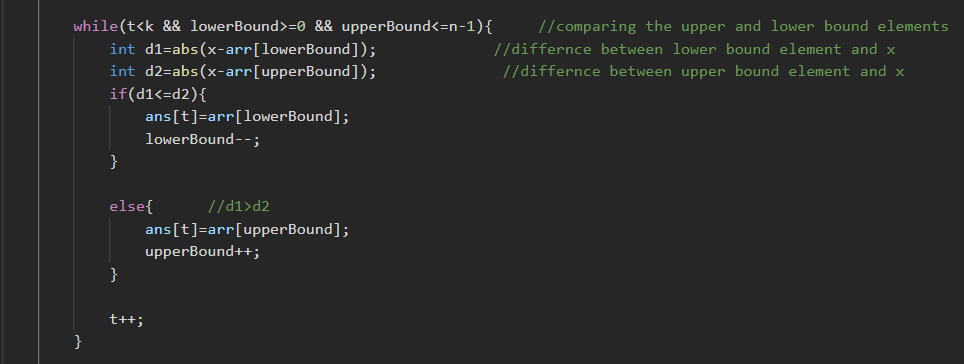 while(t<k && lowerBound>=0 && upperBound<=n-1){     //comparing the upper and lower bound elements
    int d1=abs(x-arr[lowerBound]);             //differnce between lower bound element and x
    int d2=abs(x-arr[upperBound]);              //differnce between upper bound element and x
    if(d1<=d2){
        ans[t]=arr[lowerBound];
        lowerBound--;
    }
    else{      //d1>d2
        ans[t]=arr[upperBound];
        upperBound++;
    }
    t++;
}